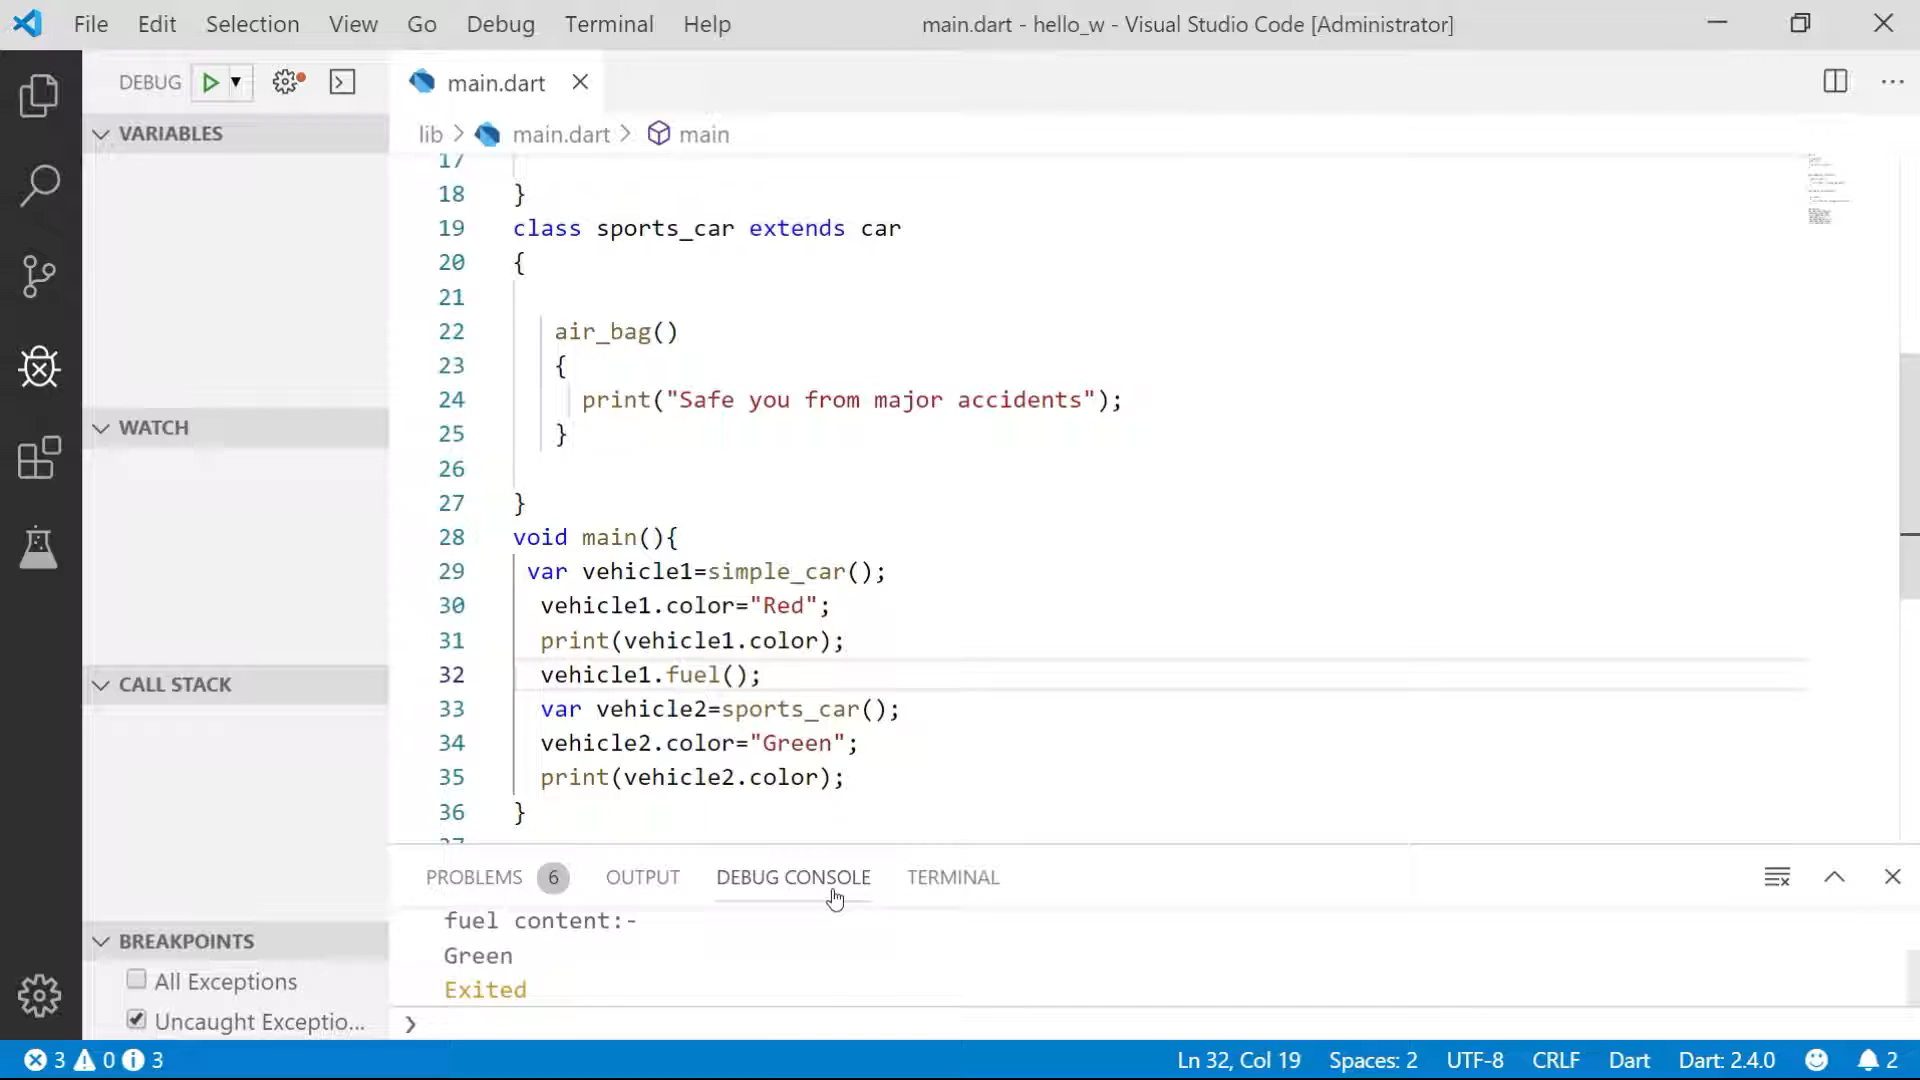 File Edit Selection View Go Debug Terminal Help main.dart - hello_w - Visual Studio Code [Administrator]
DEBUG main.dart
VARIABLES
lib > main.dart > main
17
18 }
19 class sports_car extends car
20 {
21
22 air_bag()
23 {
24 print("Safe you from major accidents");
25 }
26
27 }
28 void main(){
29 var vehicle1=simple_car();
30 vehicle1.color="Red";
31 print(vehicle1.color);
32 vehicle1.fuel();
33 var vehicle2=sports_car();
34 vehicle2.color="Green";
35 print(vehicle2.color);
36 }
WATCH
CALL STACK
BREAKPOINTS
All Exceptions
Uncaught Exceptio...
PROBLEMS 6 OUTPUT DEBUG CONSOLE TERMINAL
fuel content:-
Green
Exited
3 0 3 Ln 32, Col 19 Spaces: 2 UTF-8 CRLF Dart Dart: 2.4.0 2